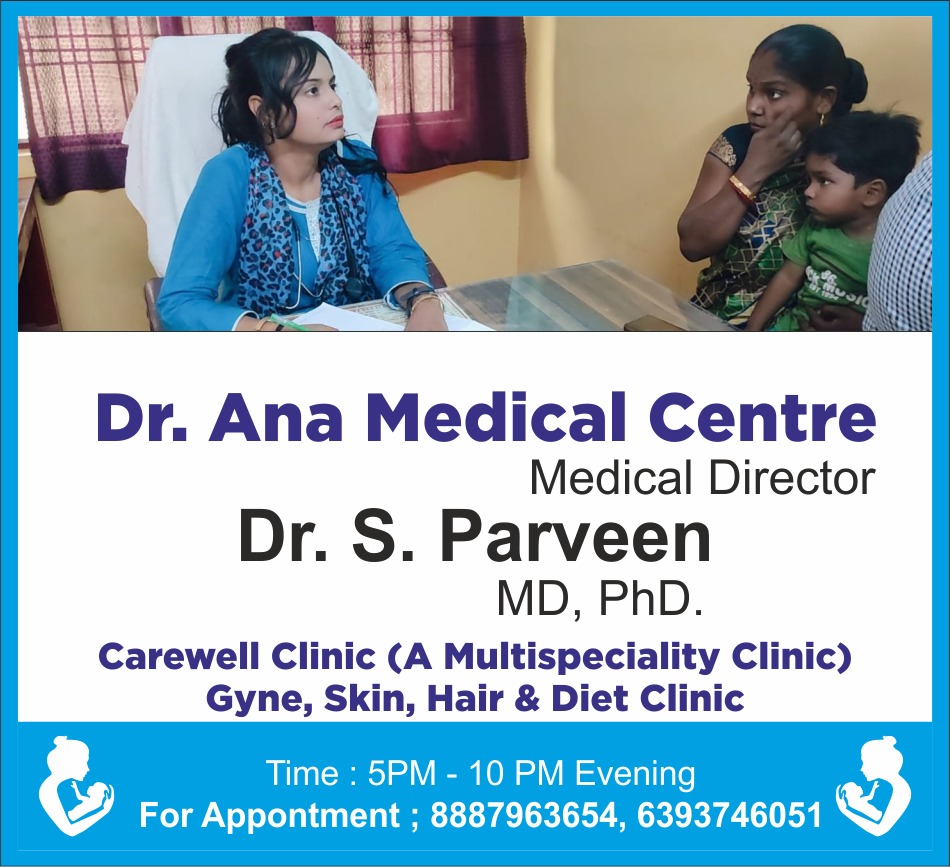 Dr. Ana Medical Centre
Medical Director
Dr. S. Parveen
MD, PhD.
Carewell Clinic (A Multispeciality Clinic)
Gyne, Skin, Hair & Diet Clinic
Time : 5PM - 10 PM Evening
For Appontment ; 8887963654, 6393746051